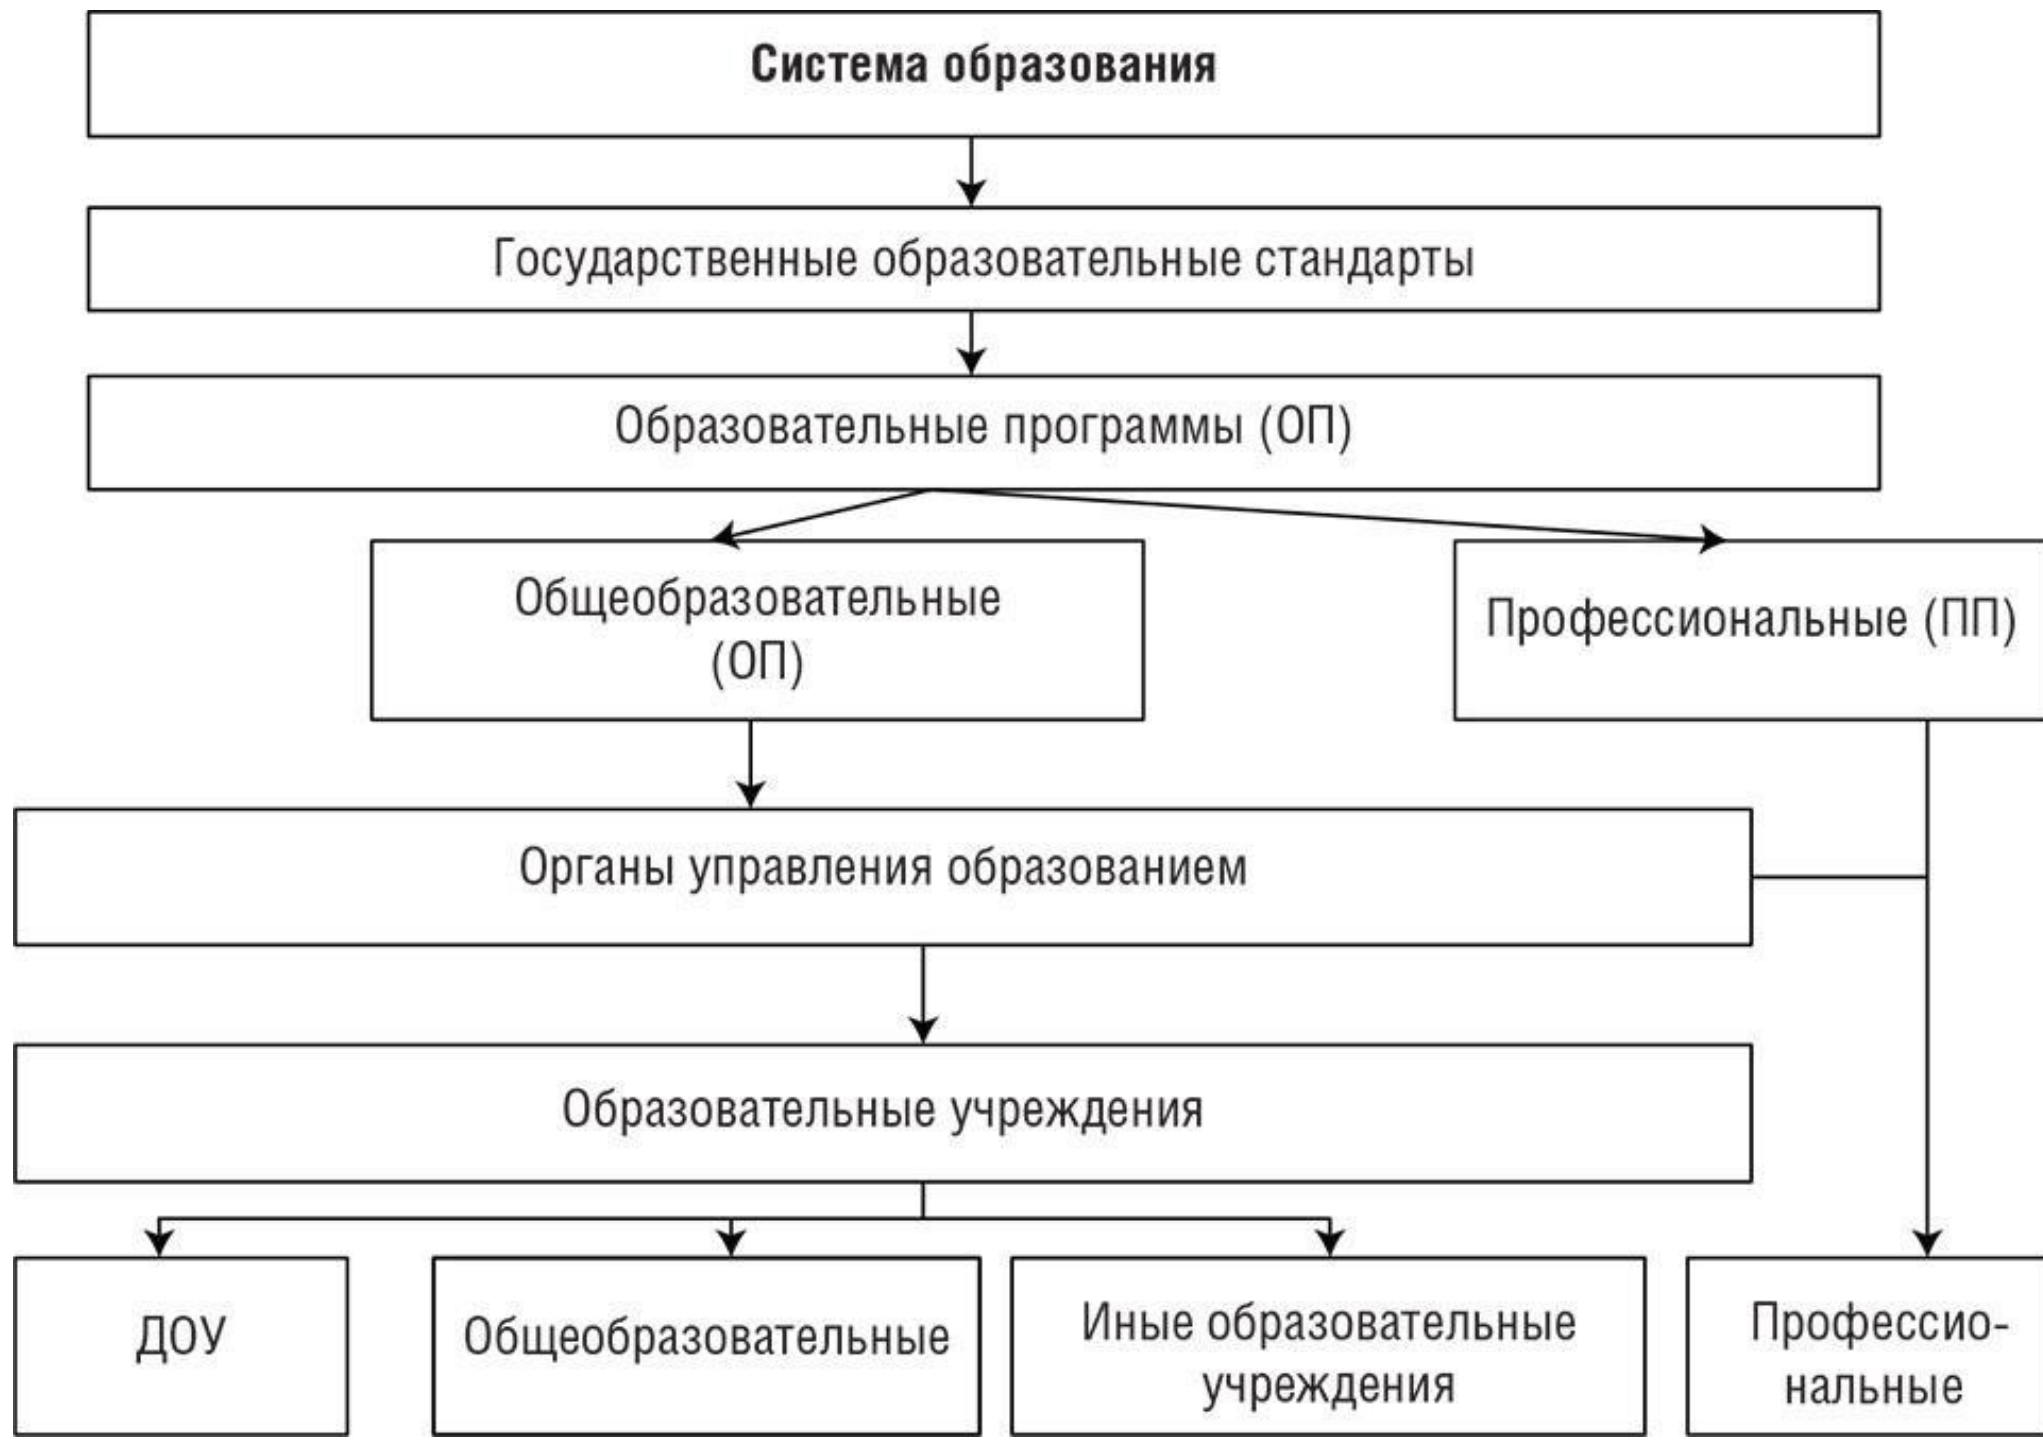 Система образования
Государственные образовательные стандарты
Образовательные программы (ОП)
Общеобразовательные
(ОП)
Профессиональные (ПП)
Органы управления образованием
Образовательные учреждения
ДОУ
Общеобразовательные
Иные образовательные
учреждения
Профессио-
нальные